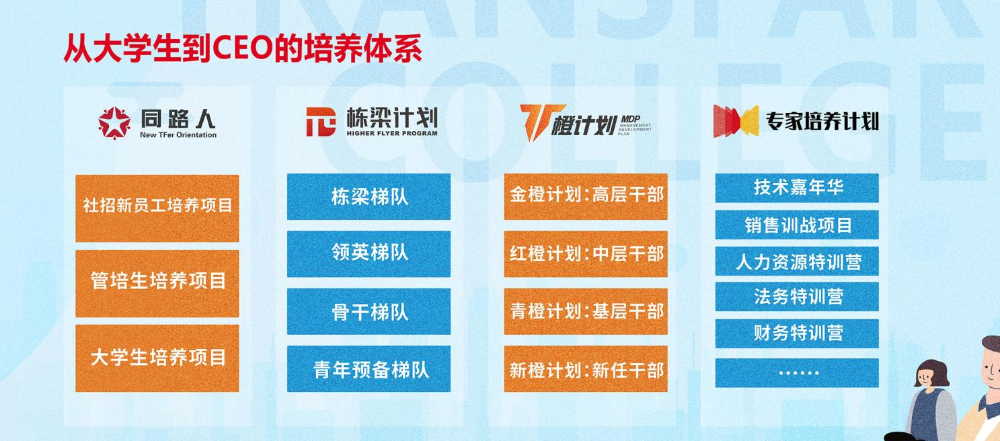 TRANSFAR
COLLEGE
从大学生到CEO的培养体系
同路人
New TFer Orientation
社招新员工培养项目
管培生培养项目
大学生培养项目
栋梁计划
HIGHER FLYER PROGRAM
栋梁梯队
领英梯队
骨干梯队
青年预备梯队
橙计划
MDP
MANAGEMENT
DEVELOPMENT
PLAN
金橙计划:高层干部
红橙计划:中层干部
青橙计划:基层干部
新橙计划:新任干部
专家培养计划
技术嘉年华
销售训战项目
人力资源特训营
法务特训营
财务特训营
……